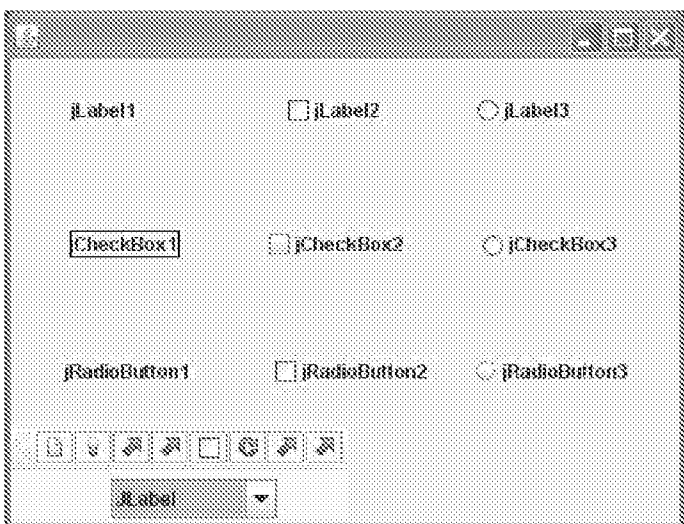 jLabel1 jLabel2 jLabel3
jCheckBox1 jCheckBox2 jCheckBox3
jRadioButton1 jRadioButton2 jRadioButton3
JLabel